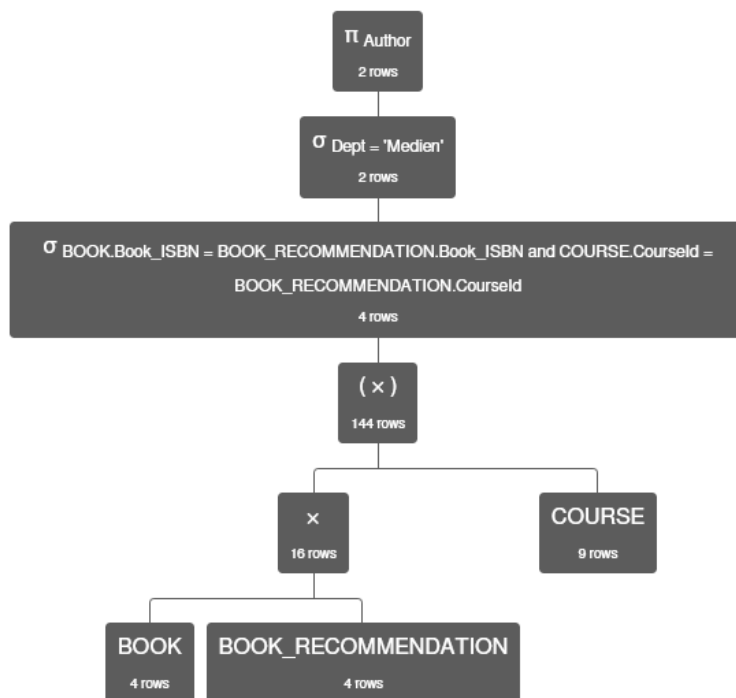 π Author
2 rows
σ Dept = 'Medien'
2 rows
σ BOOK.Book_ISBN = BOOK_RECOMMENDATION.Book_ISBN and COURSE.CourseId =
BOOK_RECOMMENDATION.CourseId
4 rows
( × )
144 rows
×
16 rows
COURSE
9 rows
BOOK
4 rows
BOOK_RECOMMENDATION
4 rows